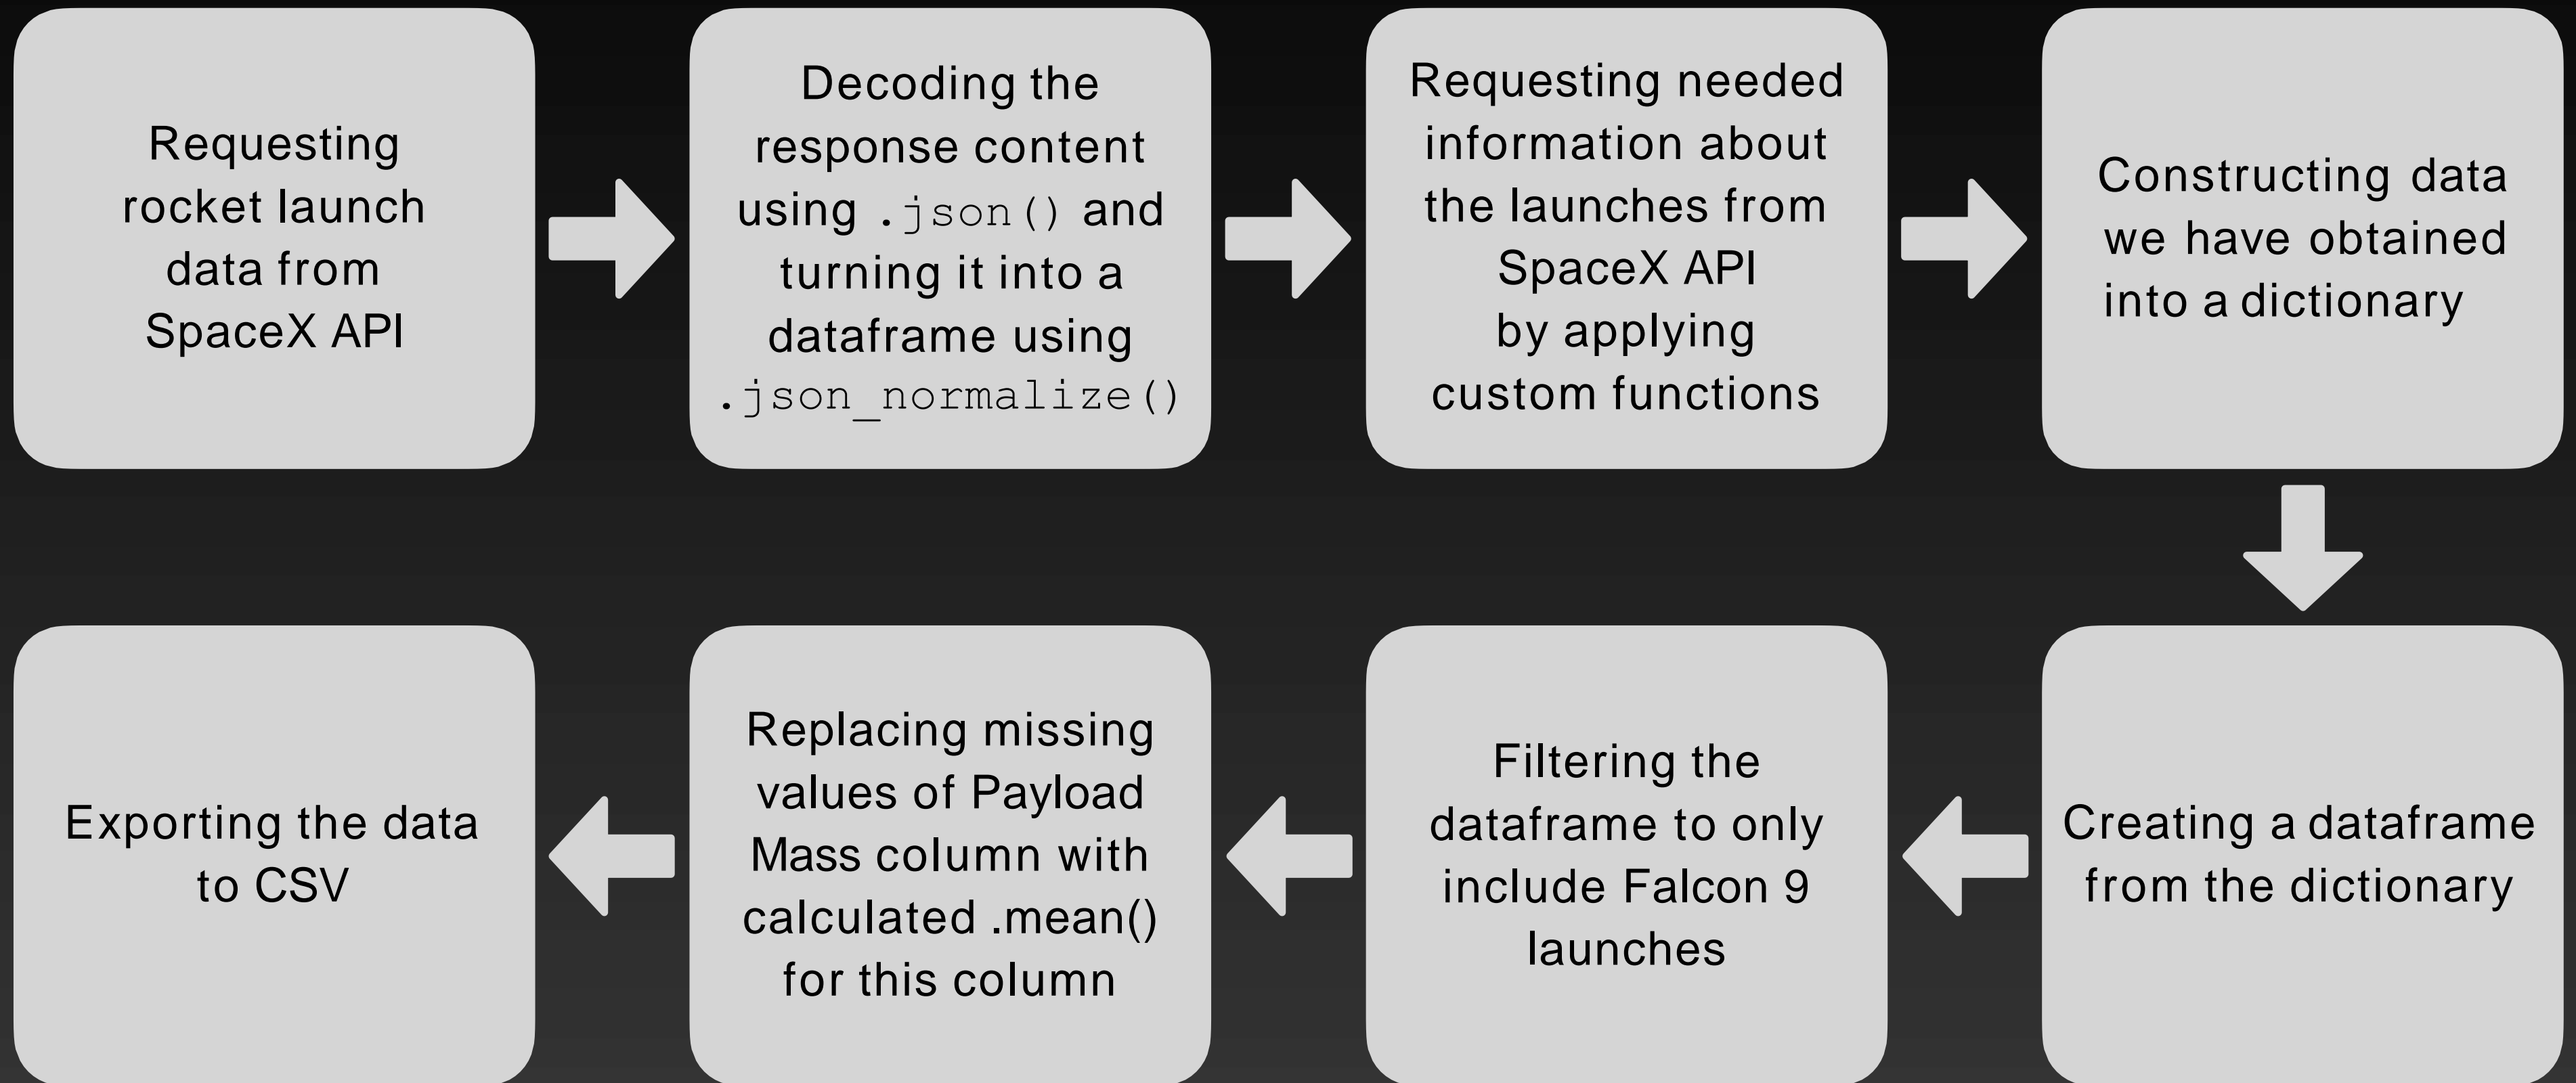 Requesting
rocket launch
data from
SpaceX API
Decoding the
response content
using .json() and
turning it into a
dataframe using
.json_normalize()
Requesting needed
information about
the launches from
SpaceX API
by applying
custom functions
Constructing data
we have obtained
into a dictionary
Creating a dataframe
from the dictionary
Filtering the
dataframe to only
include Falcon 9
launches
Replacing missing
values of Payload
Mass column with
calculated .mean()
for this column
Exporting the data
to CSV